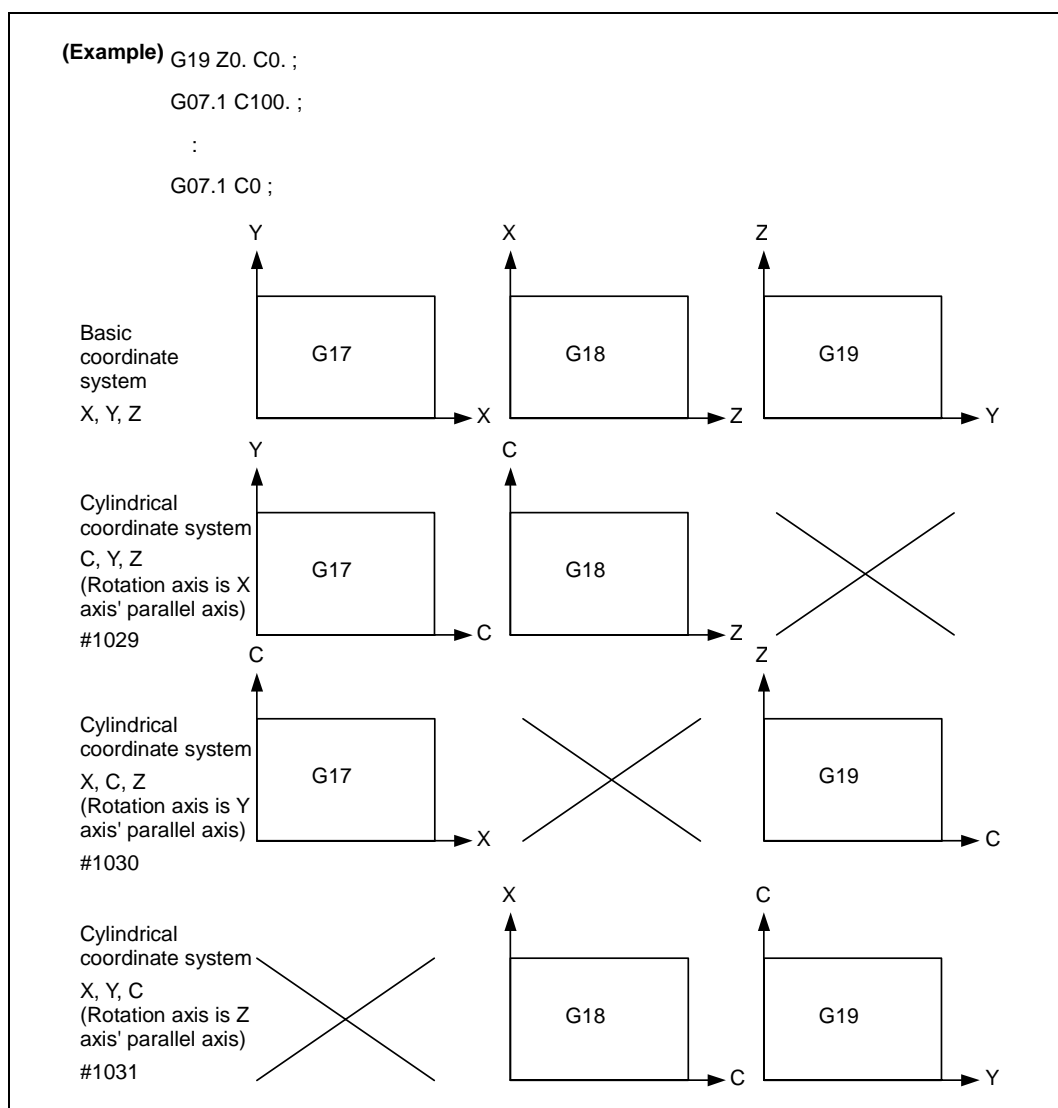 (Example) G19 Z0. C0. ;
G07.1 C100. ;
:
G07.1 C0 ;
Y
X
Z
Basic
coordinate
system
X, Y, Z
G17
G18
G19
X
Z
Y
Y
C
Cylindrical
coordinate system
C, Y, Z
(Rotation axis is X
axis' parallel axis)
#1029
G17
G18
C
Z
C
Z
Cylindrical
coordinate system
X, C, Z
(Rotation axis is Y
axis' parallel axis)
#1030
G17
G19
X
C
X
C
Cylindrical
coordinate system
X, Y, C
(Rotation axis is Z
axis' parallel axis)
#1031
G18
G19
C
Y